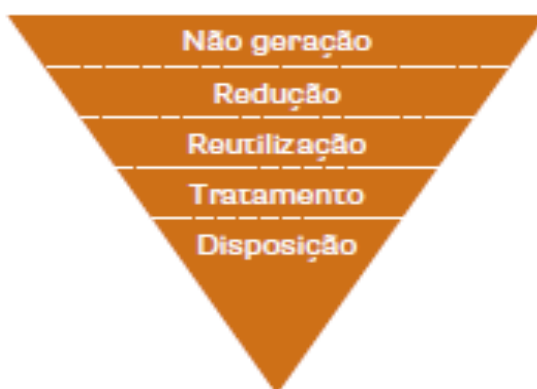 Não geração
Redução
Reutilização
Tratamento
Disposição